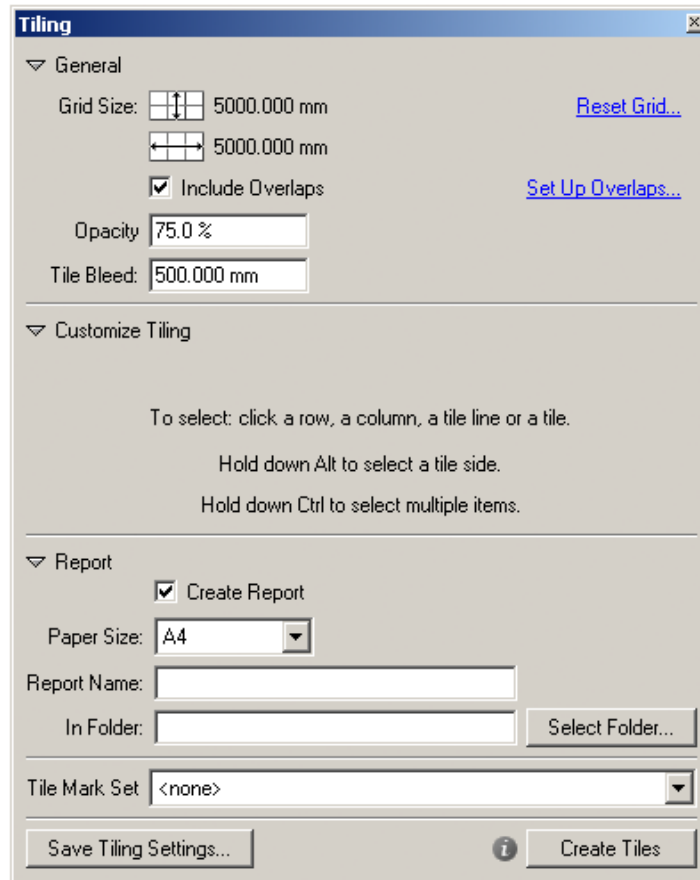 Tiling
General
Grid Size: 5000.000 mm Reset Grid...
5000.000 mm
Include Overlaps Set Up Overlaps...
Opacity 75.0 %
Tile Bleed: 500.000 mm
Customize Tiling
To select: click a row, a column, a tile line or a tile.
Hold down Alt to select a tile side.
Hold down Ctrl to select multiple items.
Report
Create Report
Paper Size: A4
Report Name:
In Folder: Select Folder...
Tile Mark Set <none>
Save Tiling Settings... i Create Tiles